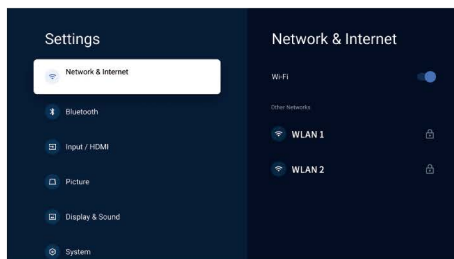 Settings
Network & Internet
Bluetooth
Input / HDMI
Picture
Display & Sound
System
Network & Internet
Wi-Fi
Other Networks
WLAN 1
WLAN 2